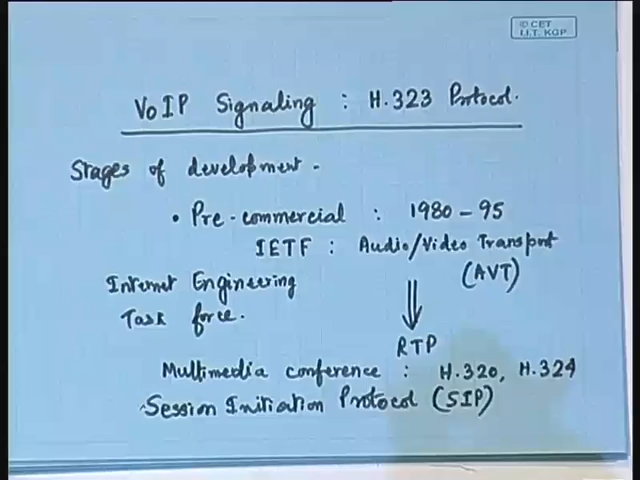 © CET
I.I.T. KGP
VoIP Signaling : H.323 Protocol.
Stages of development.
• Pre-commercial : 1980-95
IETF : Audio/Video Transport
(AVT)
Internet Engineering
Task force.
RTP
Multimedia conference : H.320, H.324
Session Initiation Protocol (SIP)